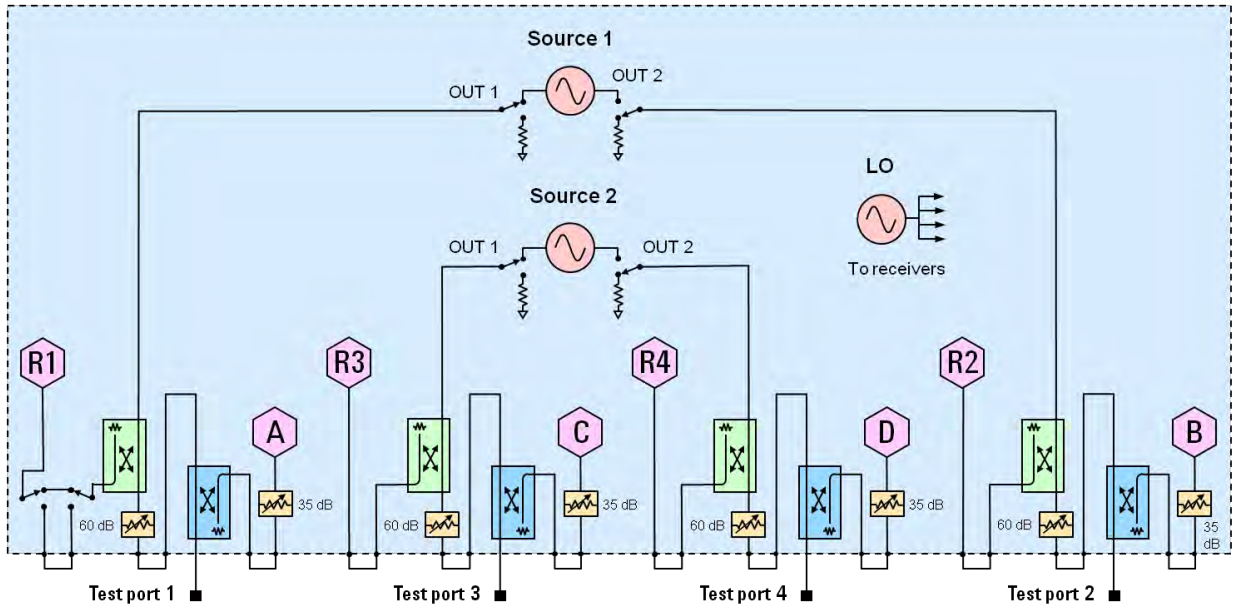 Source 1
OUT 1
OUT 2
LO
Source 2
OUT 1
OUT 2
To receivers
R1
R3
R4
R2
A
C
D
B
35 dB
35 dB
35 dB
35
dB
60 dB
60 dB
60 dB
60 dB
Test port 1
Test port 3
Test port 4
Test port 2